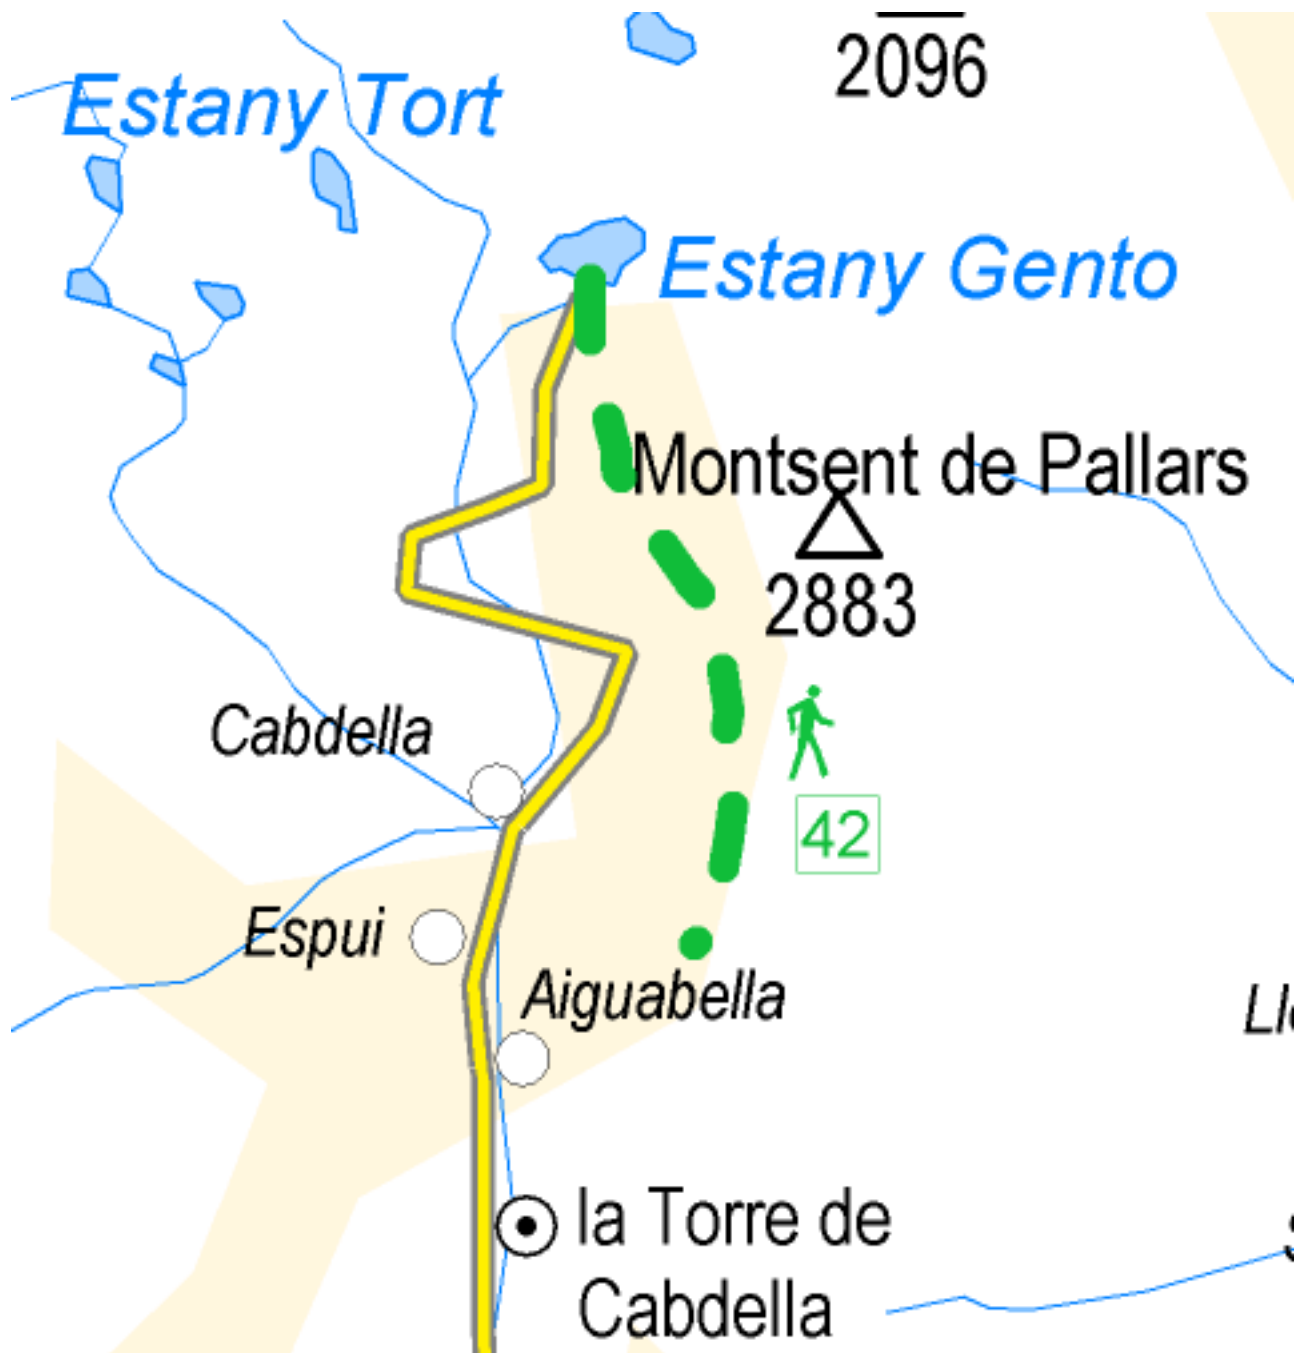 2096
Estany Tort
Estany Gento
Montsent de Pallars
2883
Cabdella
42
Espui
Aiguabella
la Torre de
Cabdella